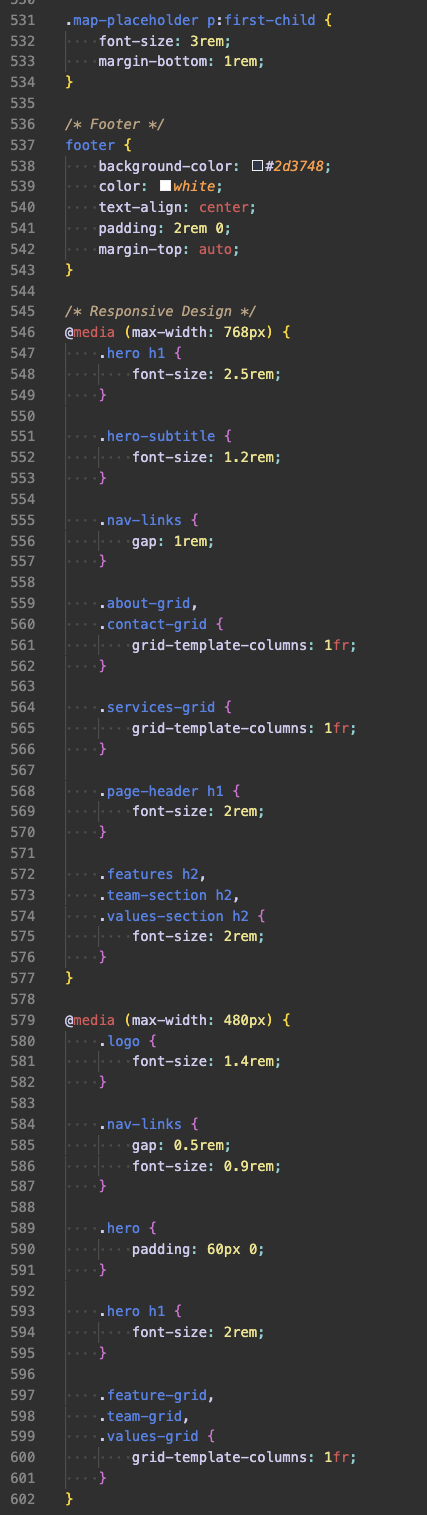 531 .map-placeholder p:first-child {
532     font-size: 3rem;
533     margin-bottom: 1rem;
534 }
535
536 /* Footer */
537 footer {
538     background-color: #2d3748;
539     color: white;
540     text-align: center;
541     padding: 2rem 0;
542     margin-top: auto;
543 }
544
545 /* Responsive Design */
546 @media (max-width: 768px) {
547     .hero h1 {
548         font-size: 2.5rem;
549     }
550
551     .hero-subtitle {
552         font-size: 1.2rem;
553     }
554
555     .nav-links {
556         gap: 1rem;
557     }
558
559     .about-grid,
560     .contact-grid {
561         grid-template-columns: 1fr;
562     }
563
564     .services-grid {
565         grid-template-columns: 1fr;
566     }
567
568     .page-header h1 {
569         font-size: 2rem;
570     }
571
572     .features h2,
573     .team-section h2,
574     .values-section h2 {
575         font-size: 2rem;
576     }
577 }
578
579 @media (max-width: 480px) {
580     .logo {
581         font-size: 1.4rem;
582     }
583
584     .nav-links {
585         gap: 0.5rem;
586         font-size: 0.9rem;
587     }
588
589     .hero {
590         padding: 60px 0;
591     }
592
593     .hero h1 {
594         font-size: 2rem;
595     }
596
597     .feature-grid,
598     .team-grid,
599     .values-grid {
600         grid-template-columns: 1fr;
601     }
602 }